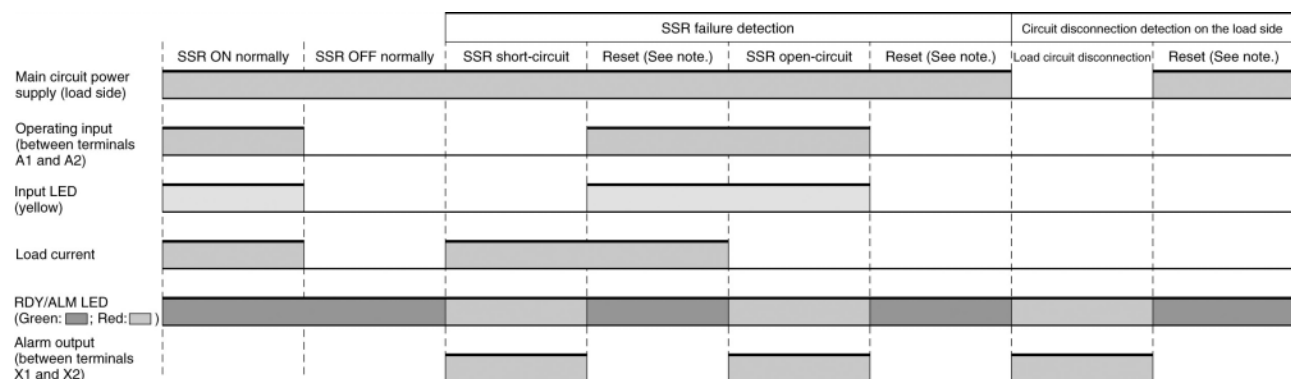 SSR failure detection
Circuit disconnection detection on the load side
SSR ON normally
SSR OFF normally
SSR short-circuit
Reset (See note.)
SSR open-circuit
Reset (See note.)
Load circuit disconnection
Reset (See note.)
Main circuit power
supply (load side)
Operating input
(between terminals
A1 and A2)
Input LED
(yellow)
Load current
RDY/ALM LED
(Green: ; Red: )
Alarm output
(between terminals
X1 and X2)